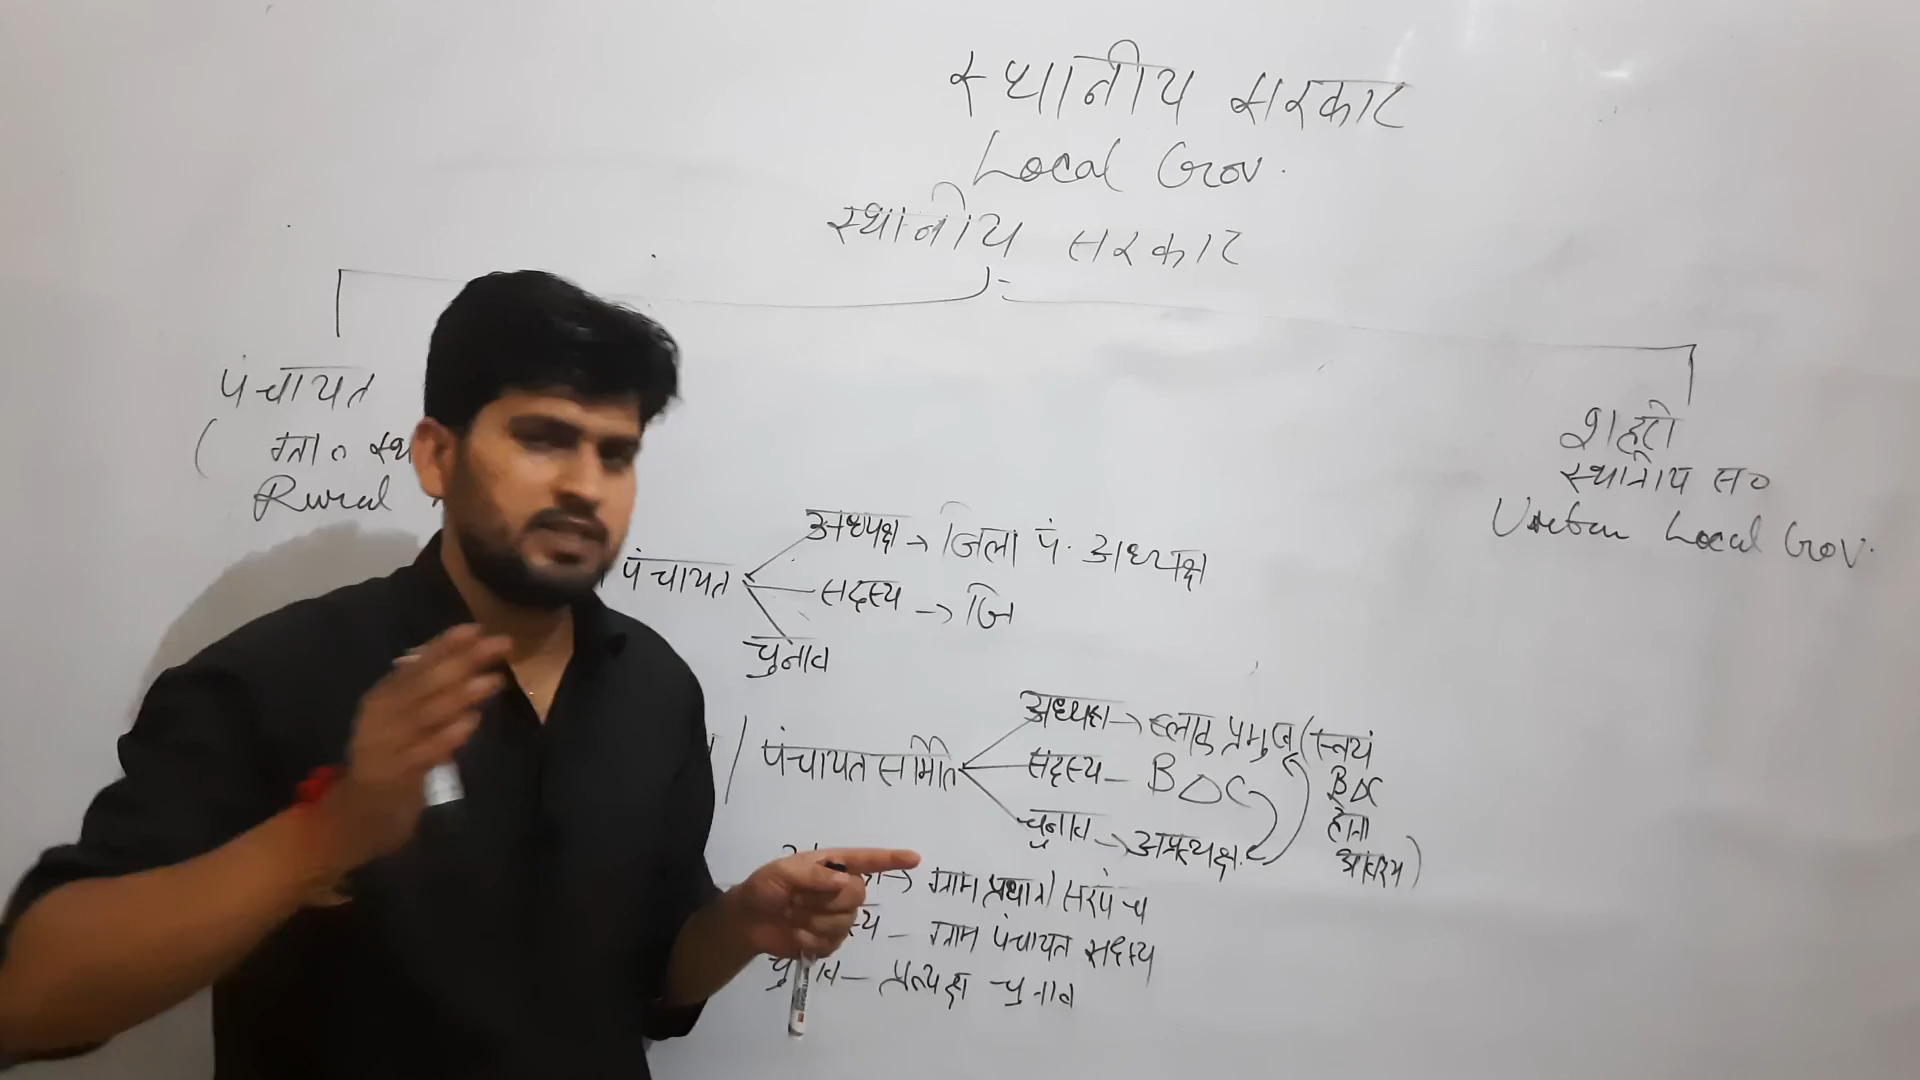 स्थानीय सरकार
Local Gov.
स्थानीय सरकार
पंचायत
( ग्रा० स्था
Rural
शहरी
स्थानीय स०
Urban Local Gov.
पंचायत
अध्यक्ष → जिला पं. अध्यक्ष
सदस्य → जि
चुनाव
/ पंचायत समिति
अध्यक्ष → ब्लाक प्रमुख (स्वयं
BDC
होना
आवश्य)
सदस्य - BDC
चुनाव → अप्रत्यक्ष
→ ग्राम प्रधान / सरपंच
स्य - ग्राम पंचायत सदस्य
चुनाव - प्रत्यक्ष चुनाव